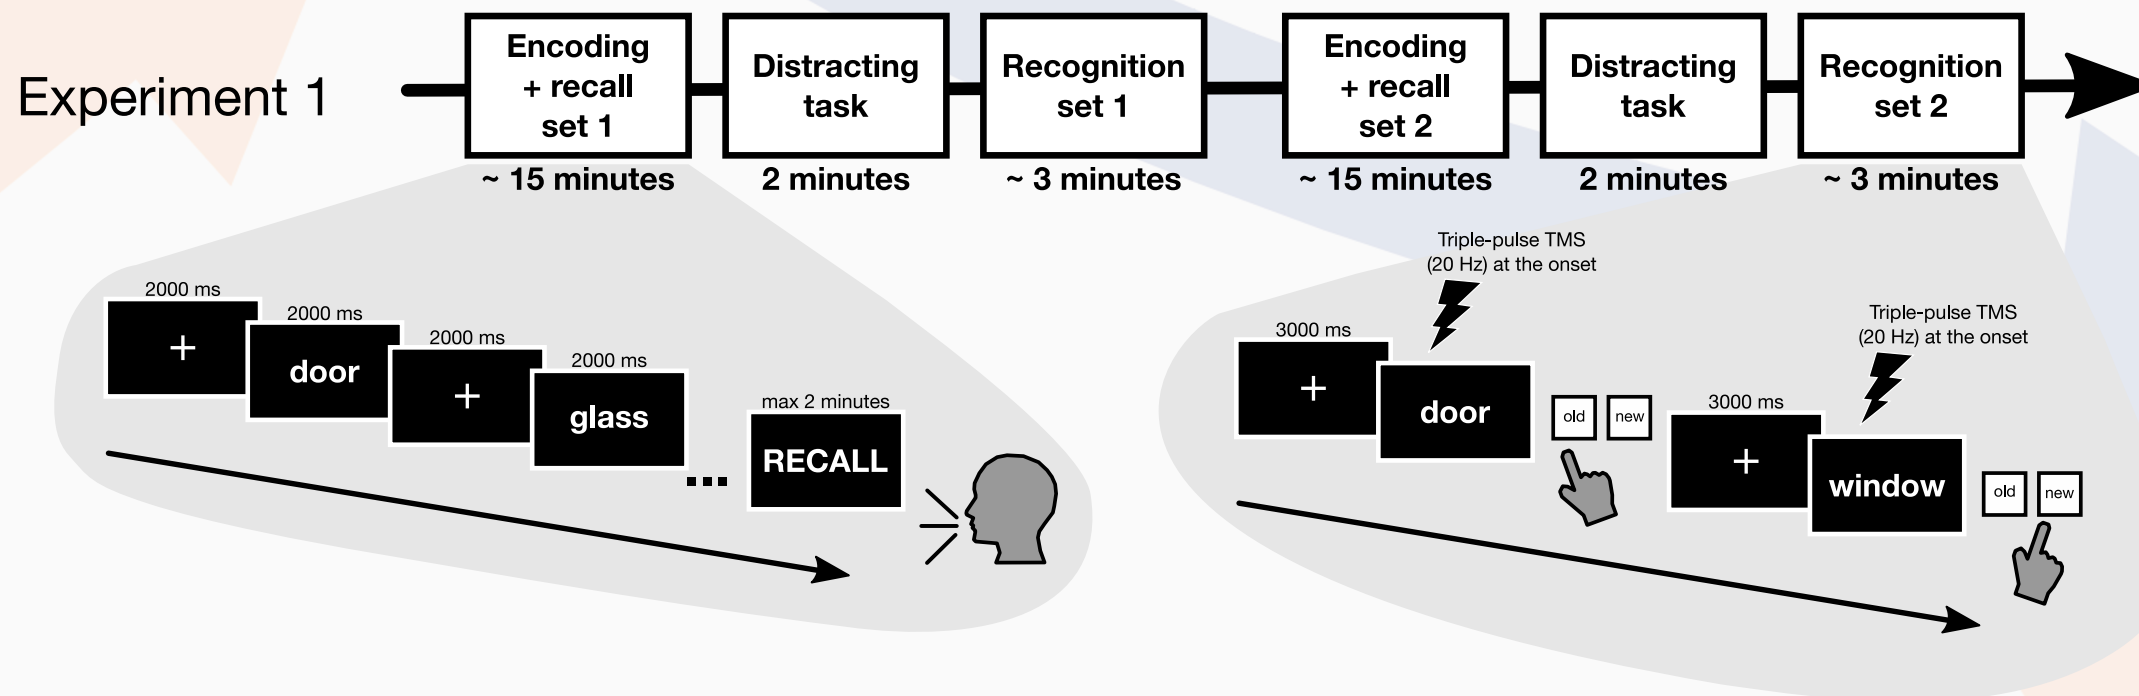 Experiment 1
Encoding
+ recall
set 1
~ 15 minutes
Distracting
task
2 minutes
Recognition
set 1
~ 3 minutes
Encoding
+ recall
set 2
~ 15 minutes
Distracting
task
2 minutes
Recognition
set 2
~ 3 minutes
2000 ms
+
2000 ms
door
2000 ms
+
2000 ms
glass
...
max 2 minutes
RECALL
3000 ms
+
Triple-pulse TMS
(20 Hz) at the onset
door
old
new
3000 ms
+
Triple-pulse TMS
(20 Hz) at the onset
window
old
new